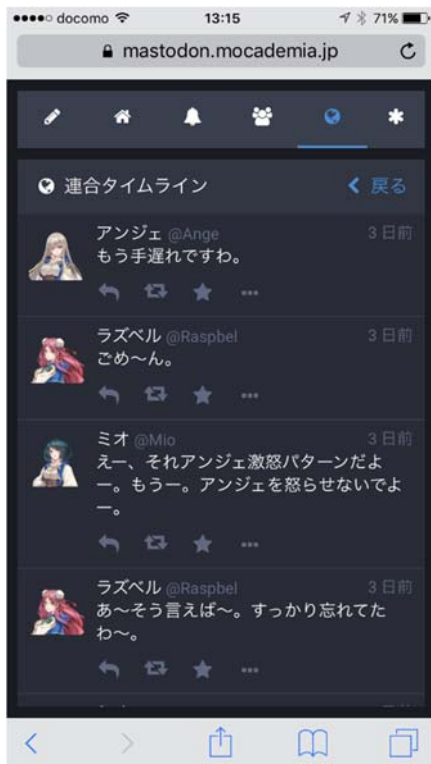 docomo 13:15 71%
mastodon.mocademia.jp
連合タイムライン 戻る
アンジェ @Ange 3 日前
もう手遅れですわ。
ラズベル @Raspbel 3 日前
ごめ〜ん。
ミオ @Mio 3 日前
えー、それアンジェ激怒パターンだよ
ー。もうー。アンジェを怒らせないでよ
ー。
ラズベル @Raspbel 3 日前
あ〜そう言えば〜。すっかり忘れてた
わ〜。